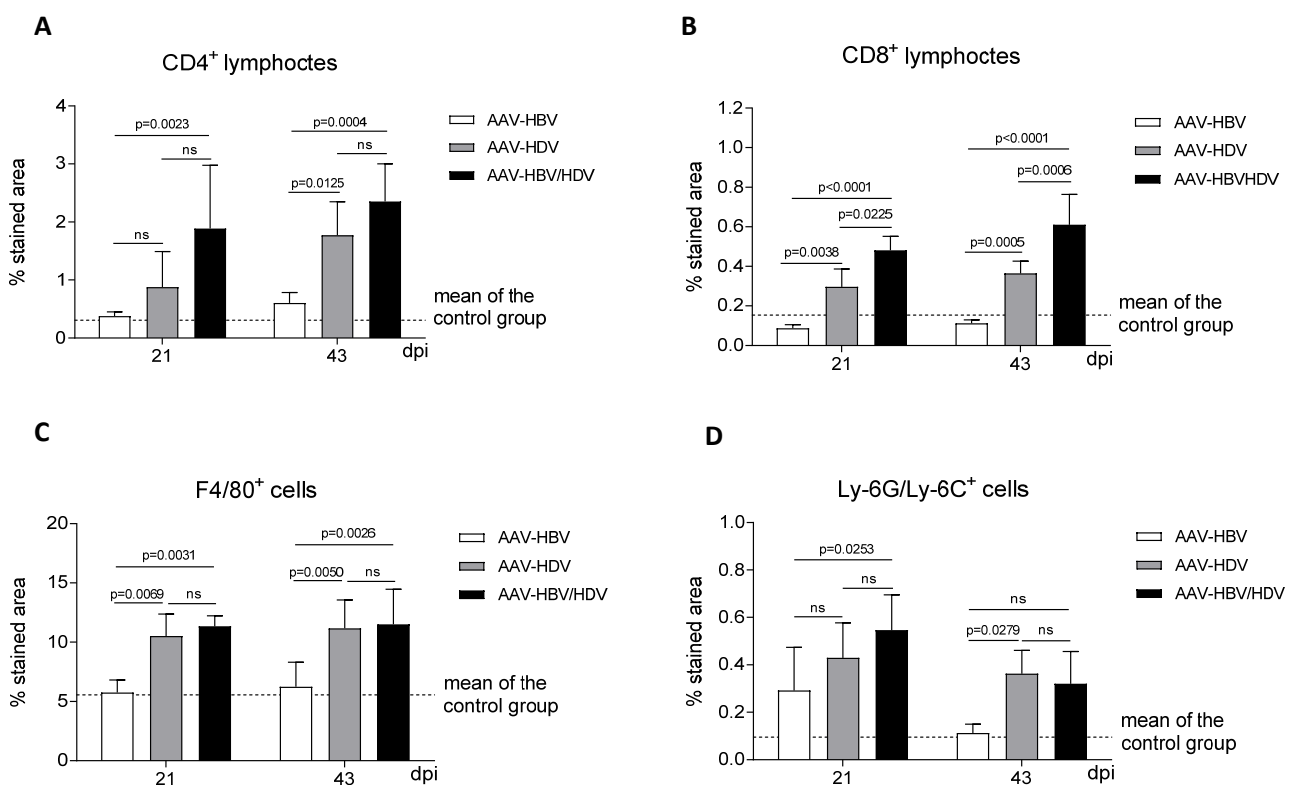 A
CD4+ lymphoctes
4
3
2
1
0
% stained area
p=0.0023
ns
ns
p=0.0004
ns
p=0.0125
AAV-HBV
AAV-HDV
AAV-HBV/HDV
mean of the
control group
21
43
dpi
B
CD8+ lymphoctes
1.2
1.0
0.8
0.6
0.4
0.2
0.0
% stained area
p<0.0001
p=0.0225
p=0.0038
p<0.0001
p=0.0006
p=0.0005
AAV-HBV
AAV-HDV
AAV-HBVHDV
mean of the
control group
21
43
dpi
C
F4/80+ cells
20
15
10
5
0
% stained area
p=0.0031
p=0.0069
ns
p=0.0026
p=0.0050
ns
AAV-HBV
AAV-HDV
AAV-HBV/HDV
mean of the
control group
21
43
dpi
D
Ly-6G/Ly-6C+ cells
1.0
0.8
0.6
0.4
0.2
0.0
% stained area
p=0.0253
ns
ns
ns
p=0.0279
ns
AAV-HBV
AAV-HDV
AAV-HBV/HDV
mean of the
control group
21
43
dpi